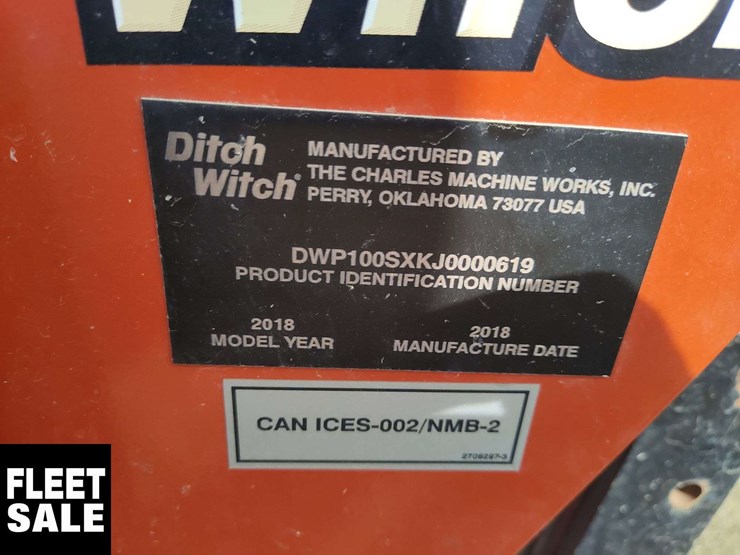 Ditch Witch
MANUFACTURED BY
THE CHARLES MACHINE WORKS, INC.
PERRY, OKLAHOMA 73077 USA
DWP100SXKJ0000619
PRODUCT IDENTIFICATION NUMBER
2018
MODEL YEAR
2018
MANUFACTURE DATE
CAN ICES-002/NMB-2
FLEET
SALE